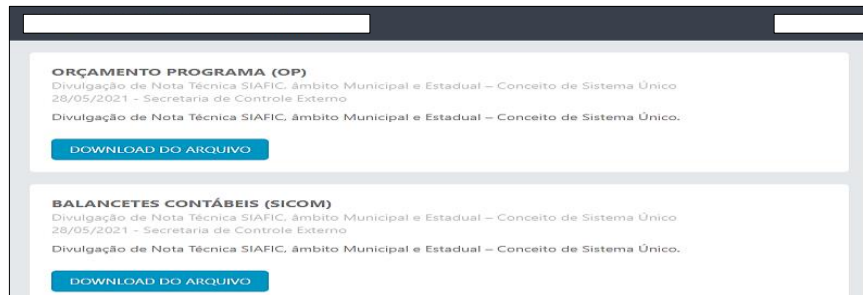 ORÇAMENTO PROGRAMA (OP)
Divulgação de Nota Técnica SIAFIC, âmbito Municipal e Estadual – Conceito de Sistema Único
28/05/2021 - Secretaria de Controle Externo
Divulgação de Nota Técnica SIAFIC, âmbito Municipal e Estadual – Conceito de Sistema Único.
DOWNLOAD DO ARQUIVO
BALANCETES CONTÁBEIS (SICOM)
Divulgação de Nota Técnica SIAFIC, âmbito Municipal e Estadual – Conceito de Sistema Único
28/05/2021 - Secretaria de Controle Externo
Divulgação de Nota Técnica SIAFIC, âmbito Municipal e Estadual – Conceito de Sistema Único.
DOWNLOAD DO ARQUIVO